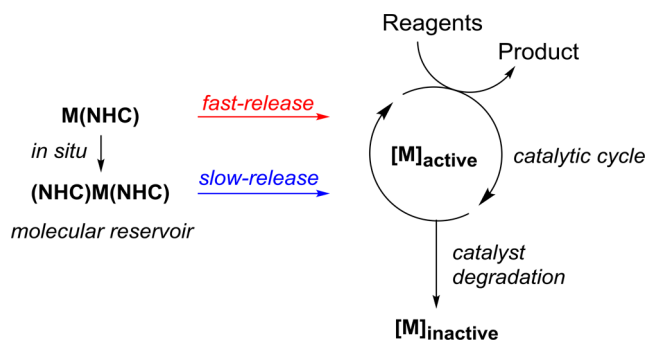 Reagents
Product
M(NHC)
fast-release
in situ
[M]active
catalytic cycle
(NHC)M(NHC)
slow-release
molecular reservoir
catalyst
degradation
[M]inactive